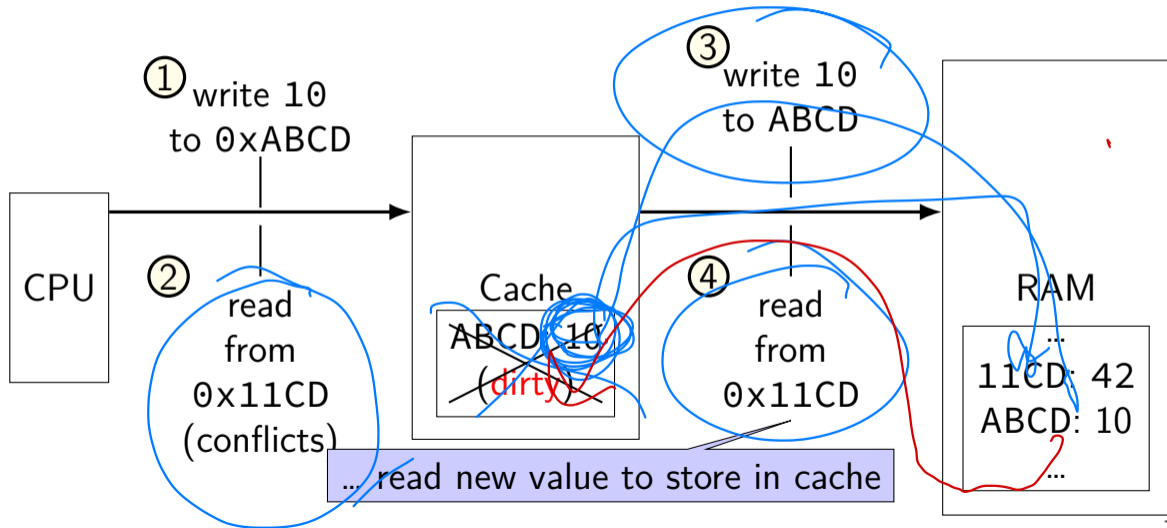 1
write 10
to 0xABCD
3
write 10
to ABCD
CPU
2
read
from
0x11CD
(conflicts)
Cache
ABCD: 10
(dirty)
4
read
from
0x11CD
RAM
...
11CD: 42
ABCD: 10
...
... read new value to store in cache